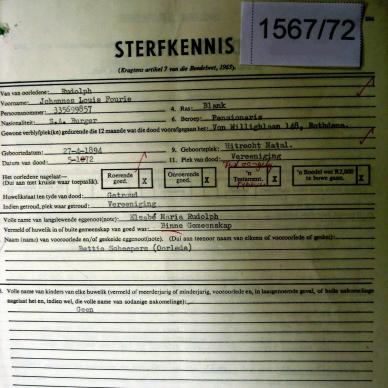 1567/72
STERFKENNIS
(Kragtens artikel 7 van die Boedelwet, 1965).
Van van oorledene: Rudolph
Voorname: Johannes Louis Fourie
Persoonsnommer: 335699857 4. Ras: Blank
Nasionaliteit: S.A. Burger 6. Beroep: Pensionaris
Gewone verblyfplek(e) gedurende die 12 maande wat die dood voorafgegaan het: Von Willighlaan 148, Rothdene.
Geboortedatum: 27-4-1894 9. Geboorteplek: Uitrecht Natal.
Datum van dood: 11. Plek van dood: Vereeniging
Het oorledene nagelaat—
(Dui aan met kruisie waar toepaslik). Roerende goed. X Onroerende goed. X 'n Testament. X 'n Boedel wat R2,000 te bowe gaan. X
Huwelikstaat ten tyde van dood: Getroud
Indien getroud, plek waar getroud: Vereeniging
Volle name van langslewende eggenoot(note): Elsabe Maria Rudolph
Vermeld of huwelik in of buite gemeenskap van goed was: Binne Gemeenskap
Naam (name) van vooroorlede en/of geskeide eggenoot(note). (Dui aan teenoor naam van elkeen of vooroorlede of geskei):
Bettie Scheepers (Oorlede)
Volle name van kinders van elke huwelik (vermeld of meerderjarig of minderjarig, vooroorlede en, in laasgenoemde geval, of hulle nakomelinge
nagelaat het en, indien wel, die volle name van sodanige nakomelinge):
Geen